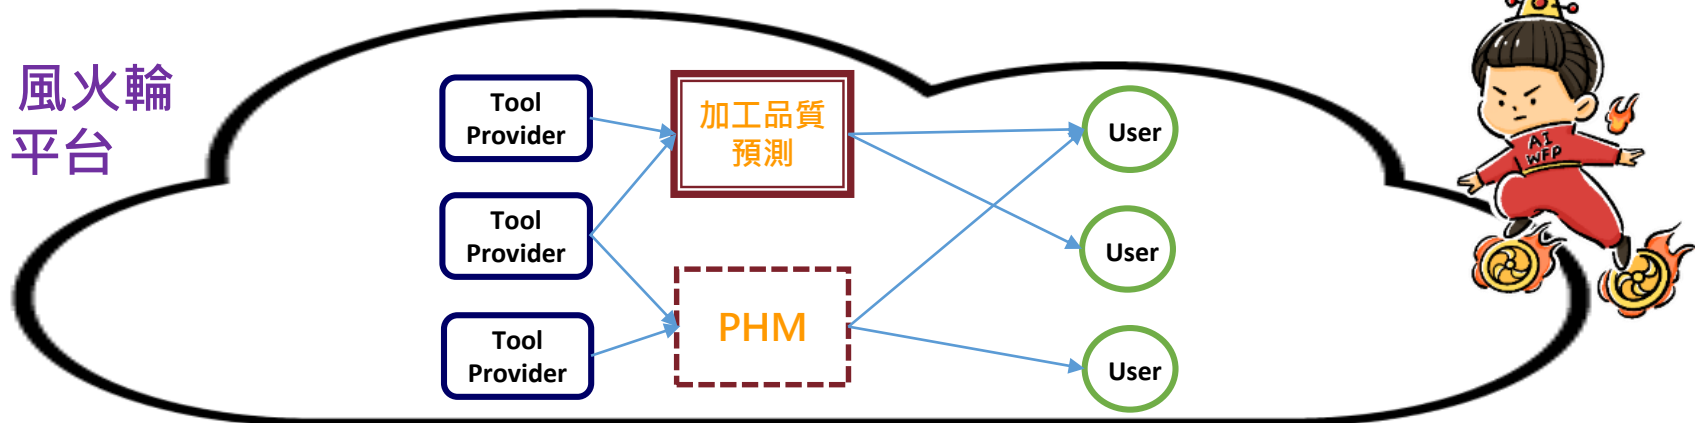 風火輪
平台
Tool
Provider
Tool
Provider
Tool
Provider
加工品質
預測
PHM
User
User
User
AI
WFP